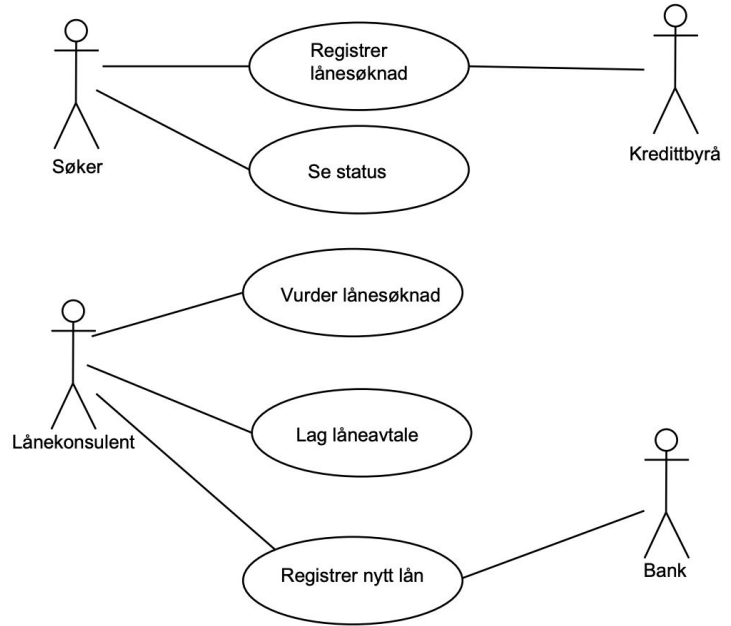 Registrer
lånesøknad
Søker
Kredittbyrå
Se status
Vurder lånesøknad
Lånekonsulent
Lag låneavtale
Registrer nytt lån
Bank